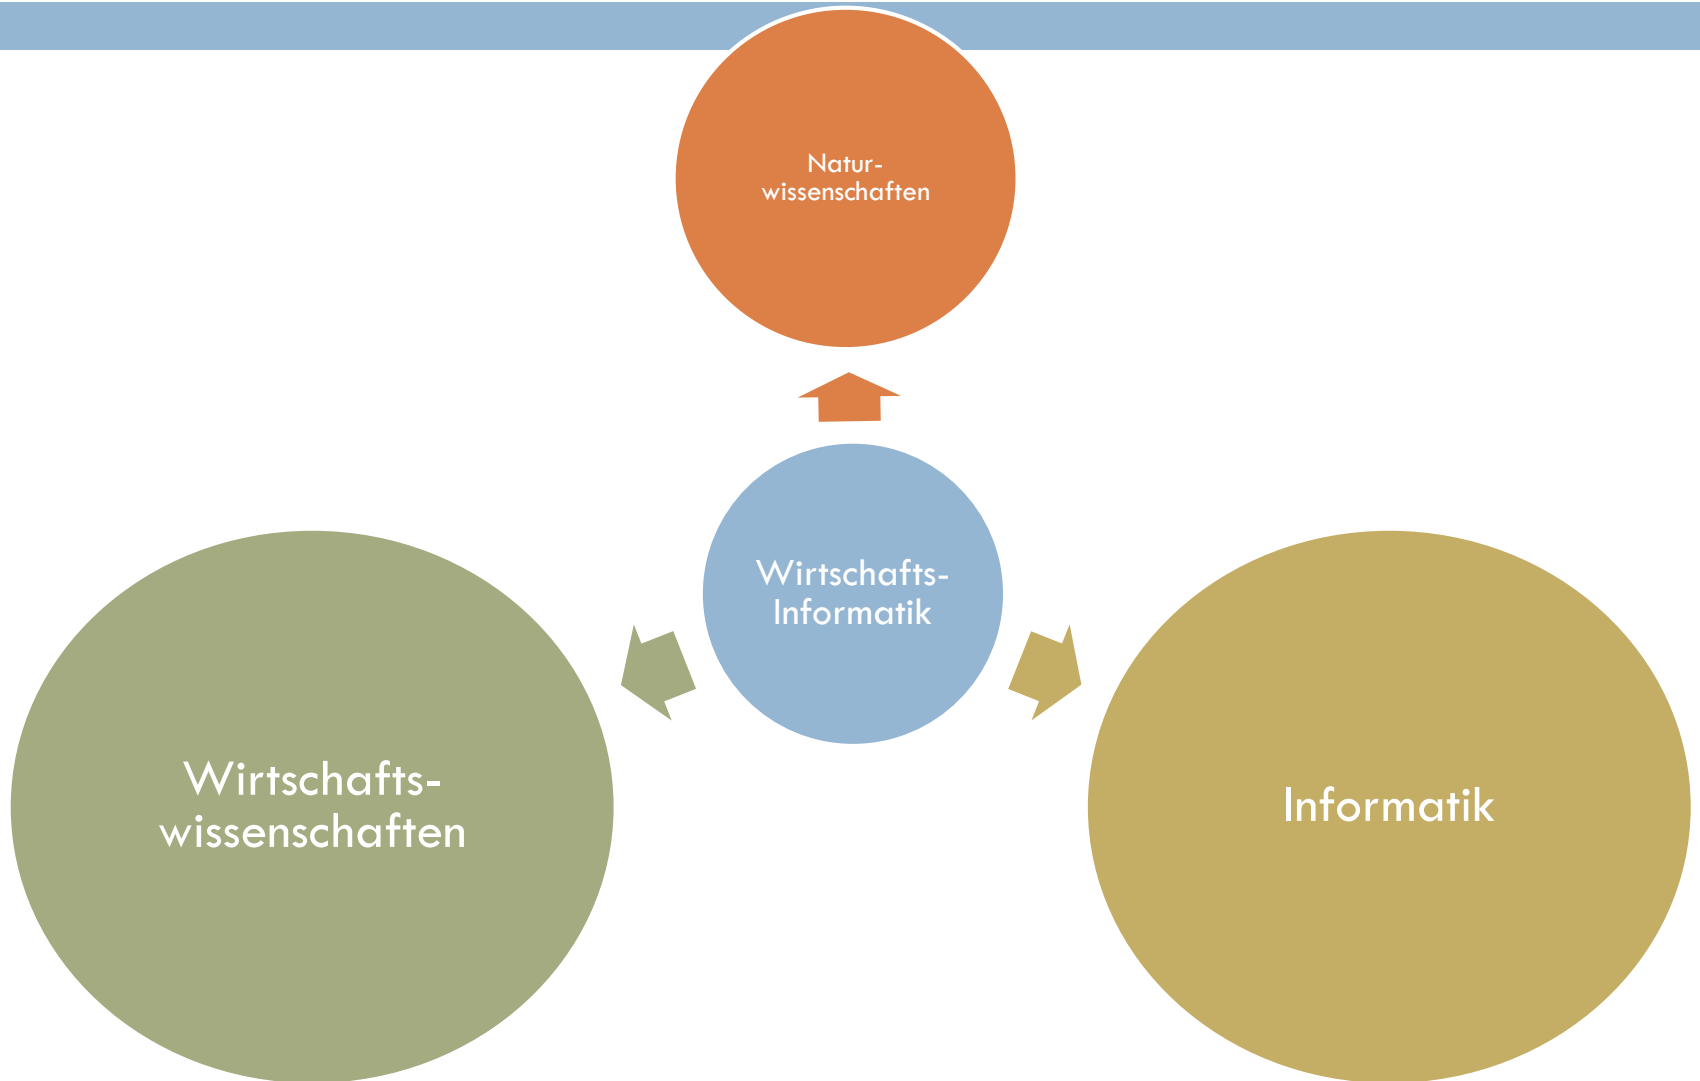 Natur-
wissenschaften
Wirtschafts-
Informatik
Wirtschafts-
wissenschaften
Informatik